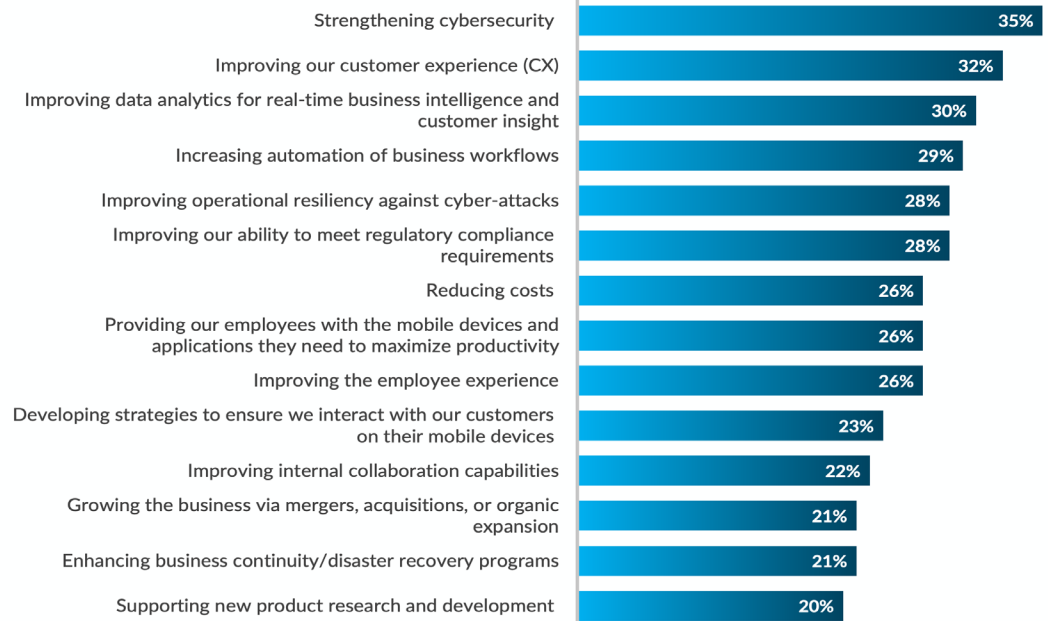 Strengthening cybersecurity 35%
Improving our customer experience (CX) 32%
Improving data analytics for real-time business intelligence and
customer insight 30%
Increasing automation of business workflows 29%
Improving operational resiliency against cyber-attacks 28%
Improving our ability to meet regulatory compliance
requirements 28%
Reducing costs 26%
Providing our employees with the mobile devices and
applications they need to maximize productivity 26%
Improving the employee experience 26%
Developing strategies to ensure we interact with our customers
on their mobile devices 23%
Improving internal collaboration capabilities 22%
Growing the business via mergers, acquisitions, or organic
expansion 21%
Enhancing business continuity/disaster recovery programs 21%
Supporting new product research and development 20%